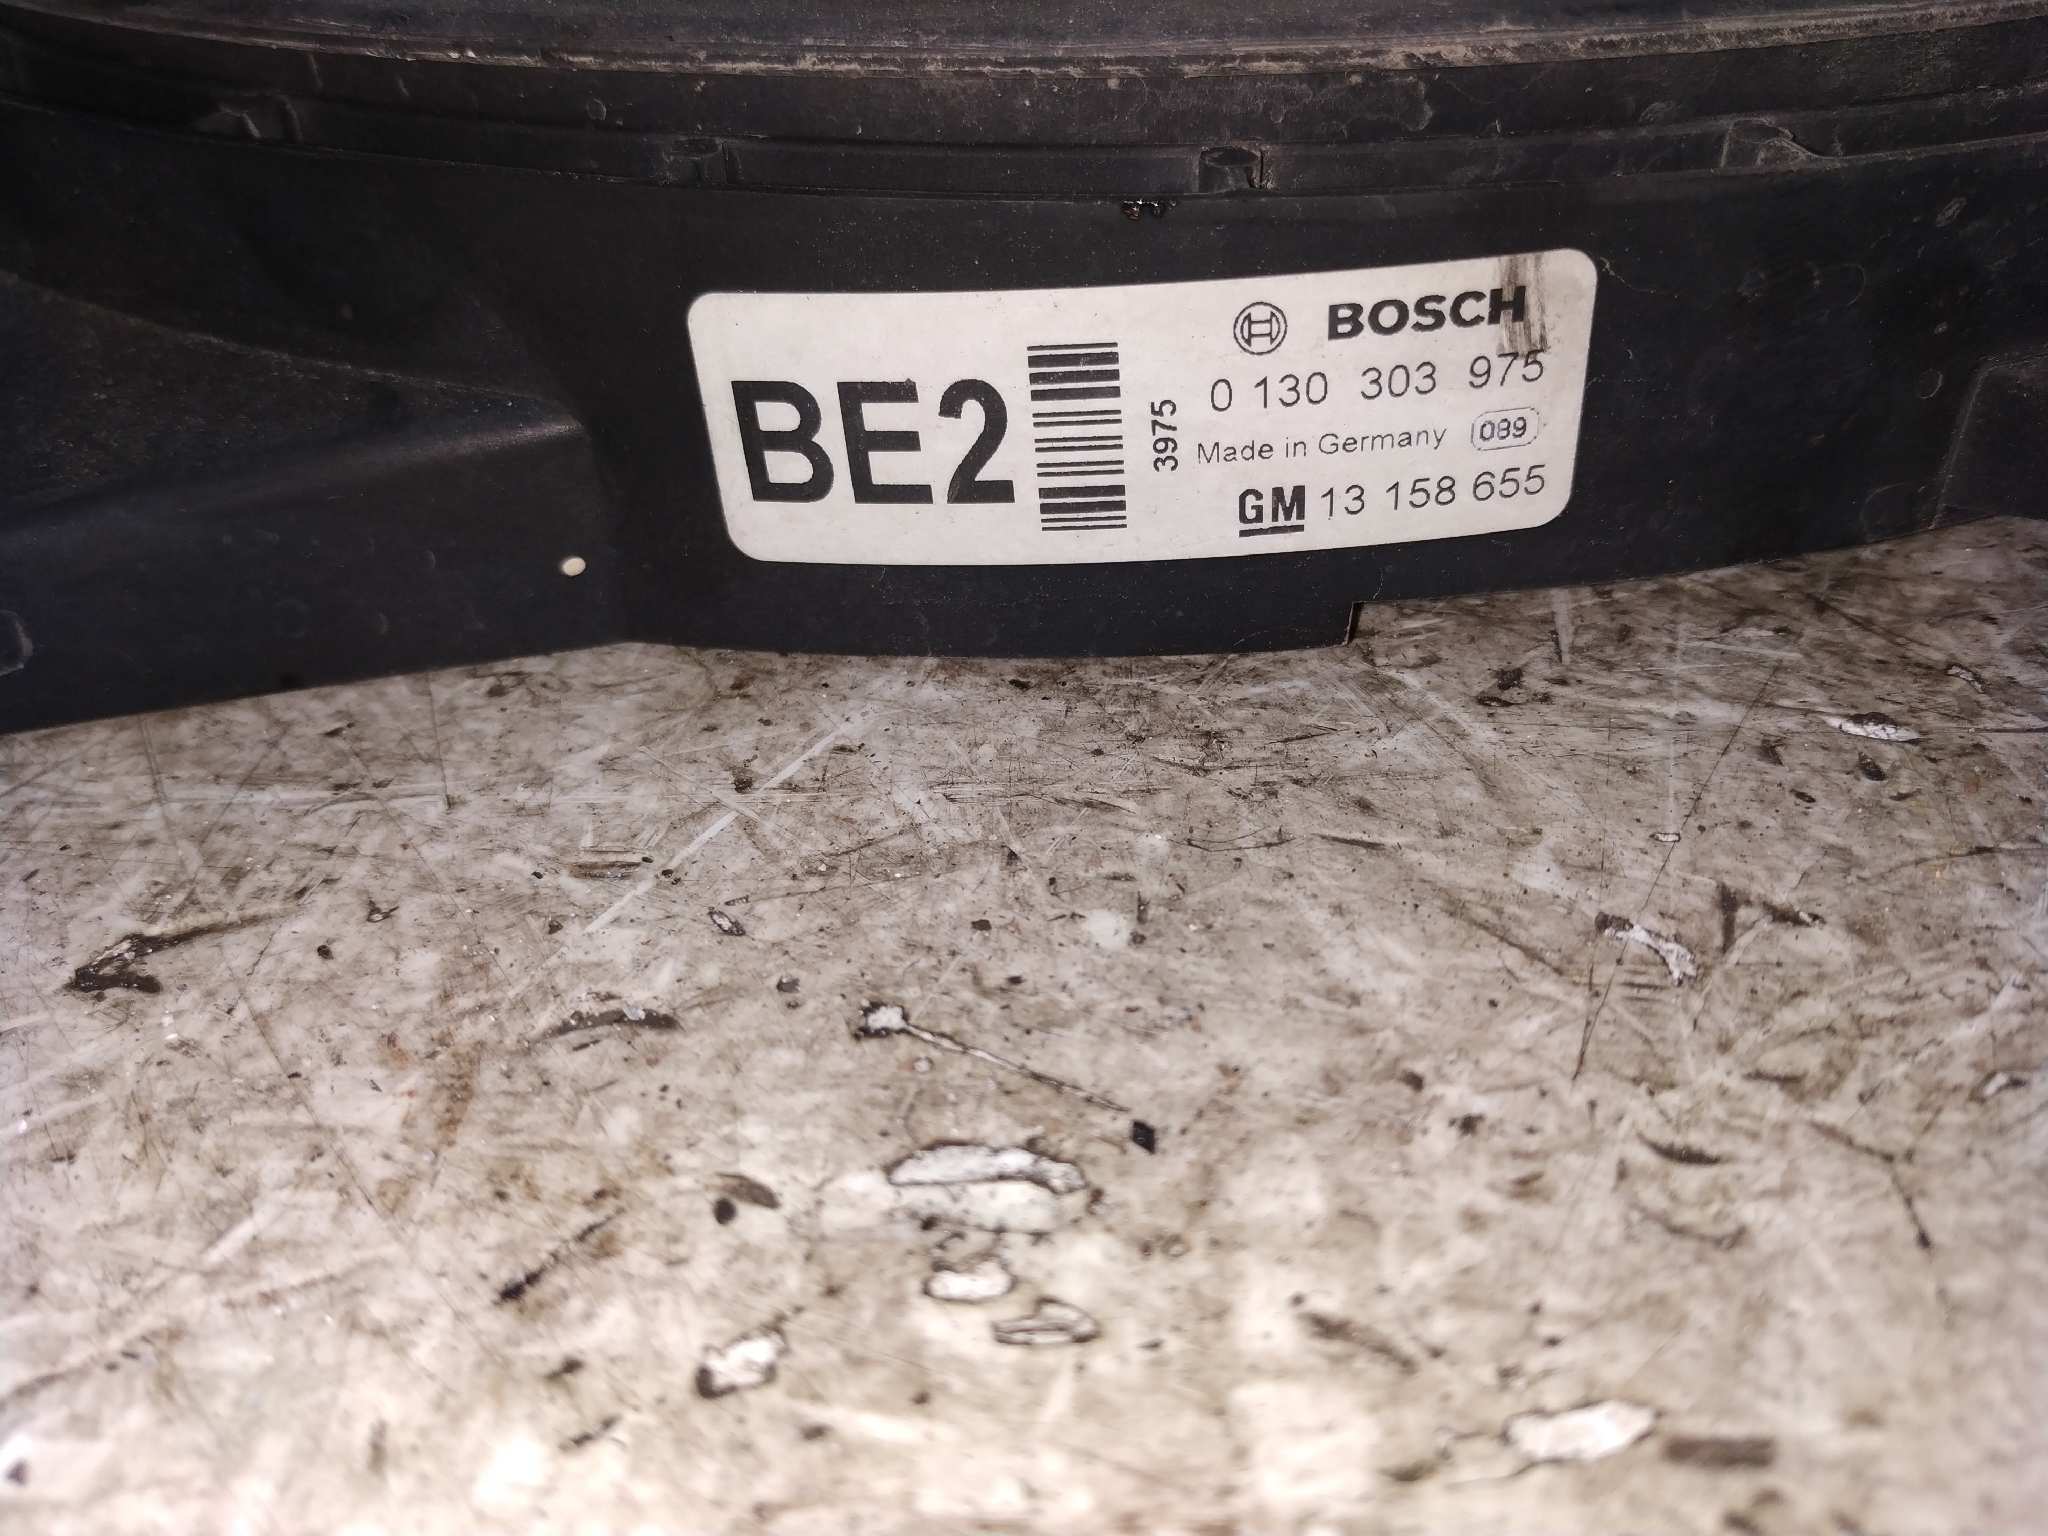 BE2
3975
BOSCH
0 130 303 975
Made in Germany 089
GM 13 158 655